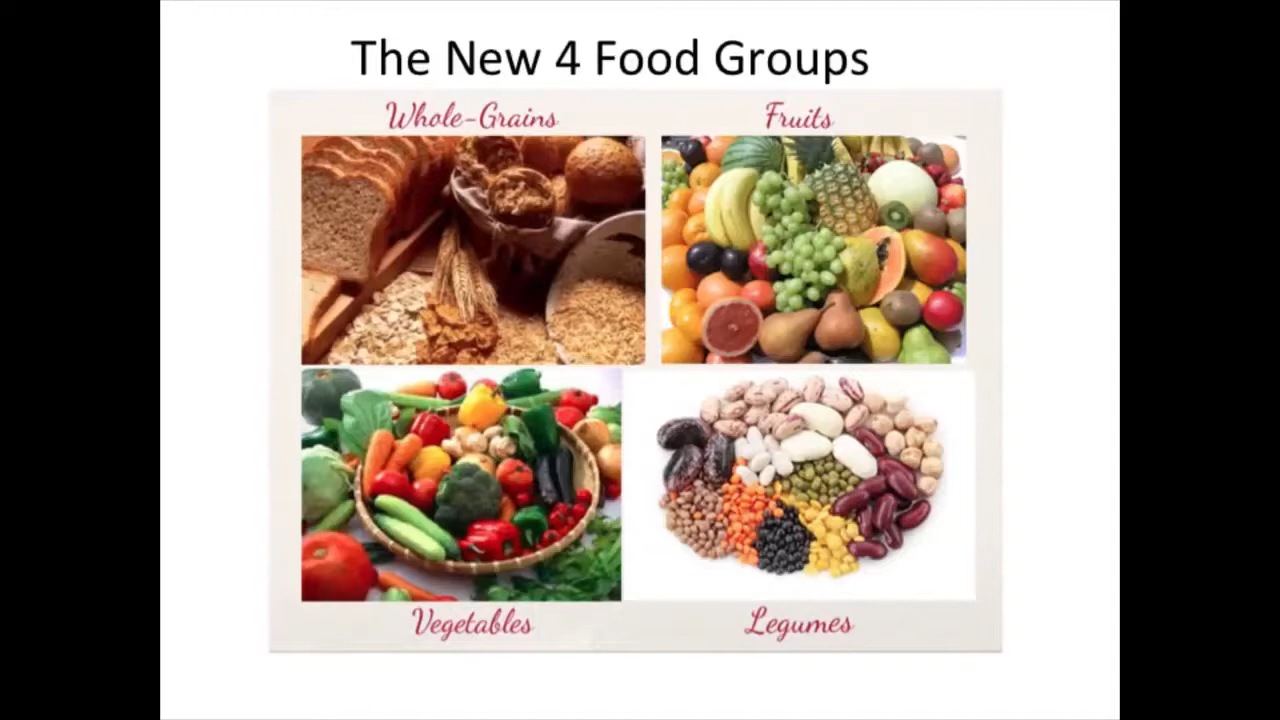 The New 4 Food Groups
Whole-Grains
Fruits
Vegetables
Legumes